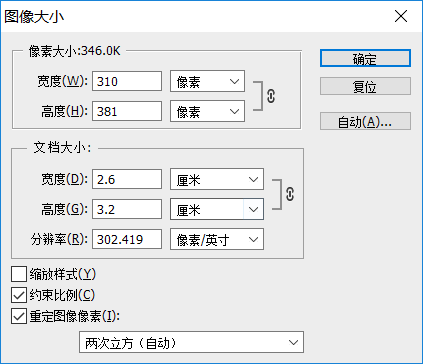 图像大小
像素大小:346.0K
宽度(W): 310 像素
高度(H): 381 像素
确定
复位
自动(A)...
文档大小:
宽度(D): 2.6 厘米
高度(G): 3.2 厘米
分辨率(R): 302.419 像素/英寸
缩放样式(Y)
约束比例(C)
重定图像像素(I):
两次立方（自动）